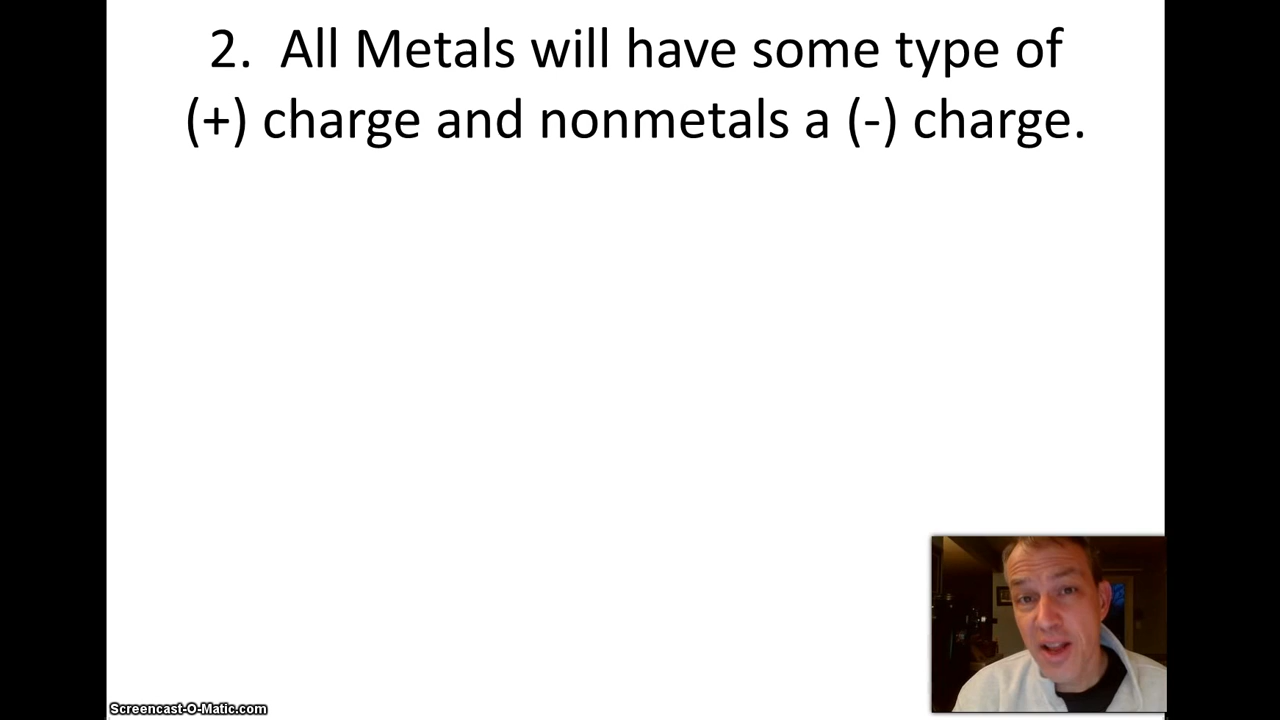 2. All Metals will have some type of
(+) charge and nonmetals a (-) charge.
Screencast-O-Matic.com